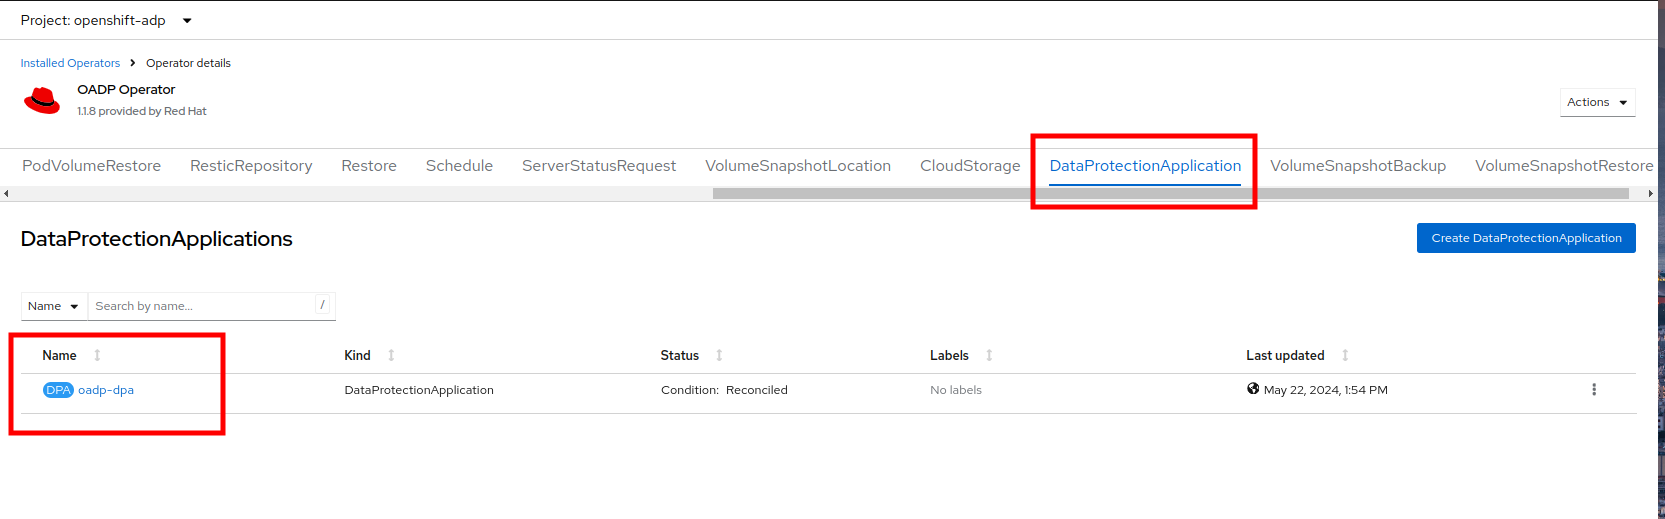 Project: openshift-adp
Installed Operators Operator details
OADP Operator
1.1.8 provided by Red Hat
Actions
PodVolumeRestore ResticRepository Restore Schedule ServerStatusRequest VolumeSnapshotLocation CloudStorage DataProtectionApplication VolumeSnapshotBackup VolumeSnapshotRestore
DataProtectionApplications
Create DataProtectionApplication
Name Search by name... /
Name Kind Status Labels Last updated
DPA oadp-dpa DataProtectionApplication Condition: Reconciled No labels May 22, 2024, 1:54 PM